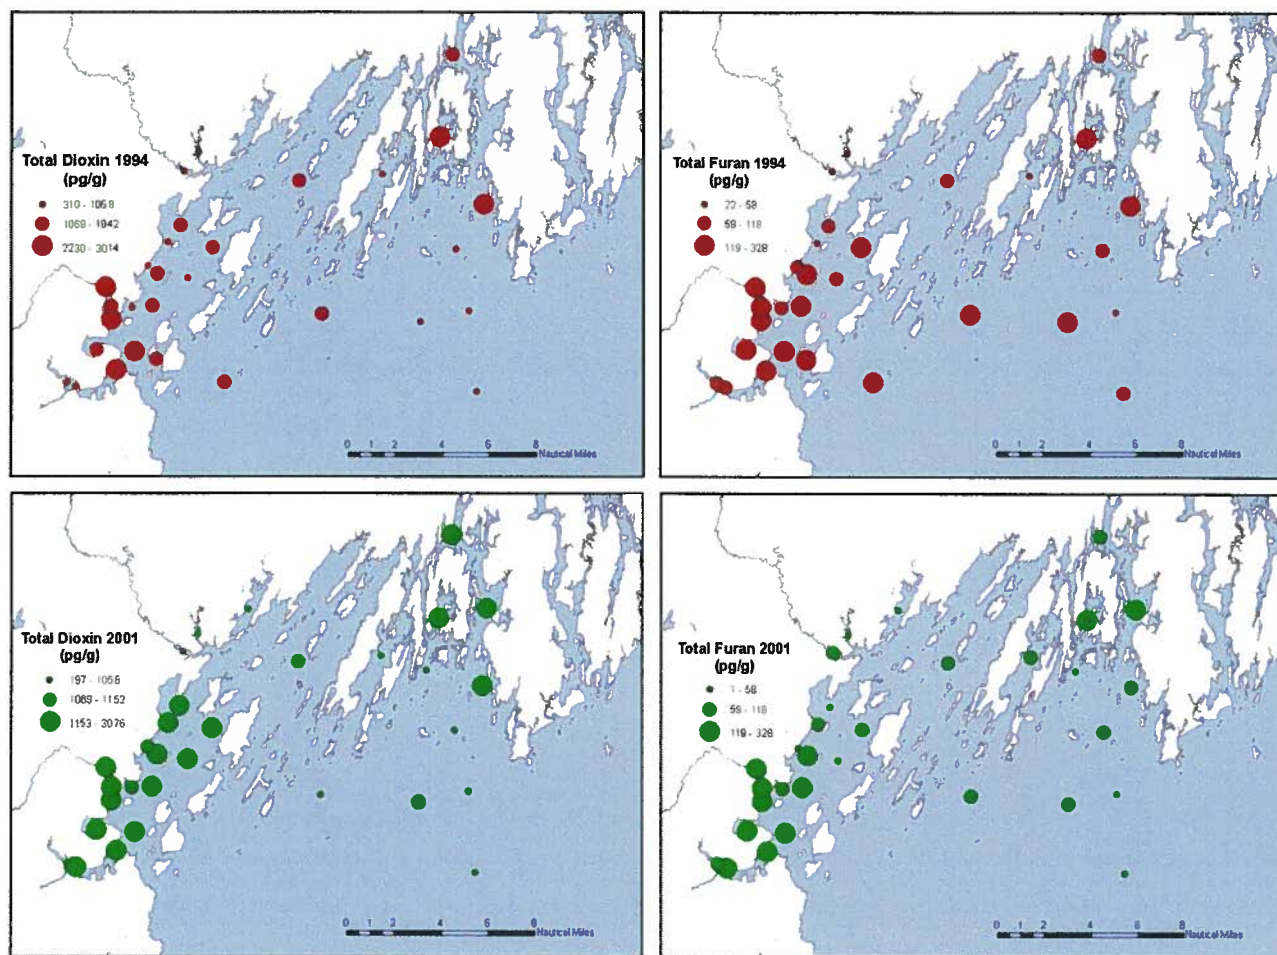 Total Dioxin 1994
(pg/g)
310 - 1068
1069 - 1942
2230 - 3014
0 1 2 4 6 8
Nautical Miles
Total Furan 1994
(pg/g)
22 - 58
59 - 118
119 - 328
0 1 2 4 6 8
Nautical Miles
Total Dioxin 2001
(pg/g)
197 - 1068
1069 - 1152
1153 - 3076
0 1 2 4 6 8
Nautical Miles
Total Furan 2001
(pg/g)
1 - 58
59 - 118
119 - 328
0 1 2 4 6 8
Nautical Miles